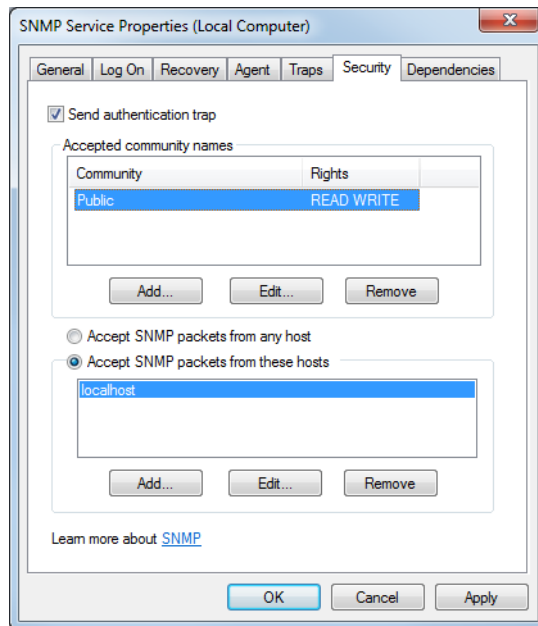 SNMP Service Properties (Local Computer)
General Log On Recovery Agent Traps Security Dependencies
Send authentication trap
Accepted community names
Community Rights
Public READ WRITE
Add... Edit... Remove
Accept SNMP packets from any host
Accept SNMP packets from these hosts
localhost
Add... Edit... Remove
Learn more about SNMP
OK Cancel Apply